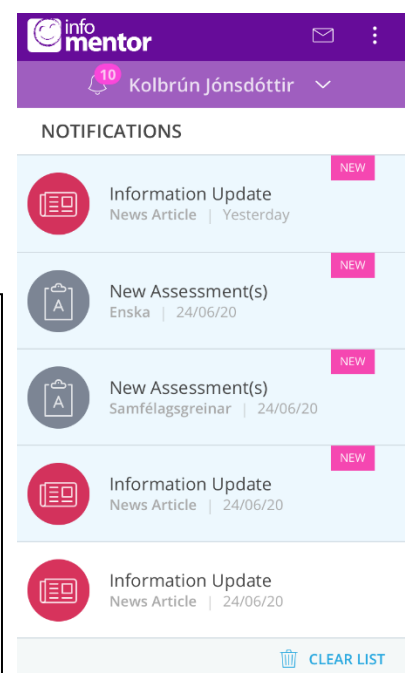 info
mentor
10
Kolbrún Jónsdóttir
NOTIFICATIONS
NEW
Information Update
News Article | Yesterday
NEW
A
New Assessment(s)
Enska | 24/06/20
NEW
A
New Assessment(s)
Samfélagsgreinar | 24/06/20
NEW
Information Update
News Article | 24/06/20
Information Update
News Article | 24/06/20
CLEAR LIST